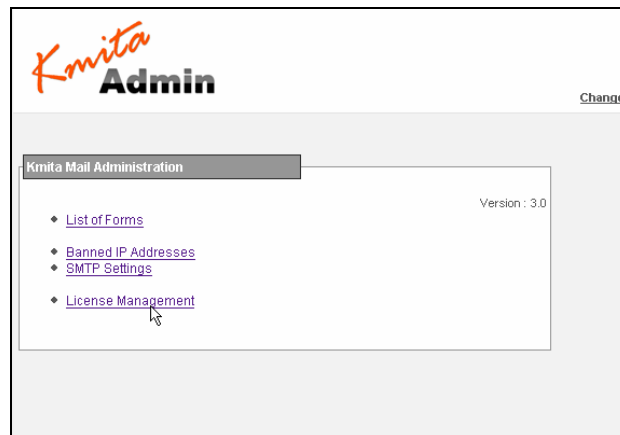 Kmita
Admin
Change
Kmita Mail Administration
Version : 3.0
List of Forms
Banned IP Addresses
SMTP Settings
License Management